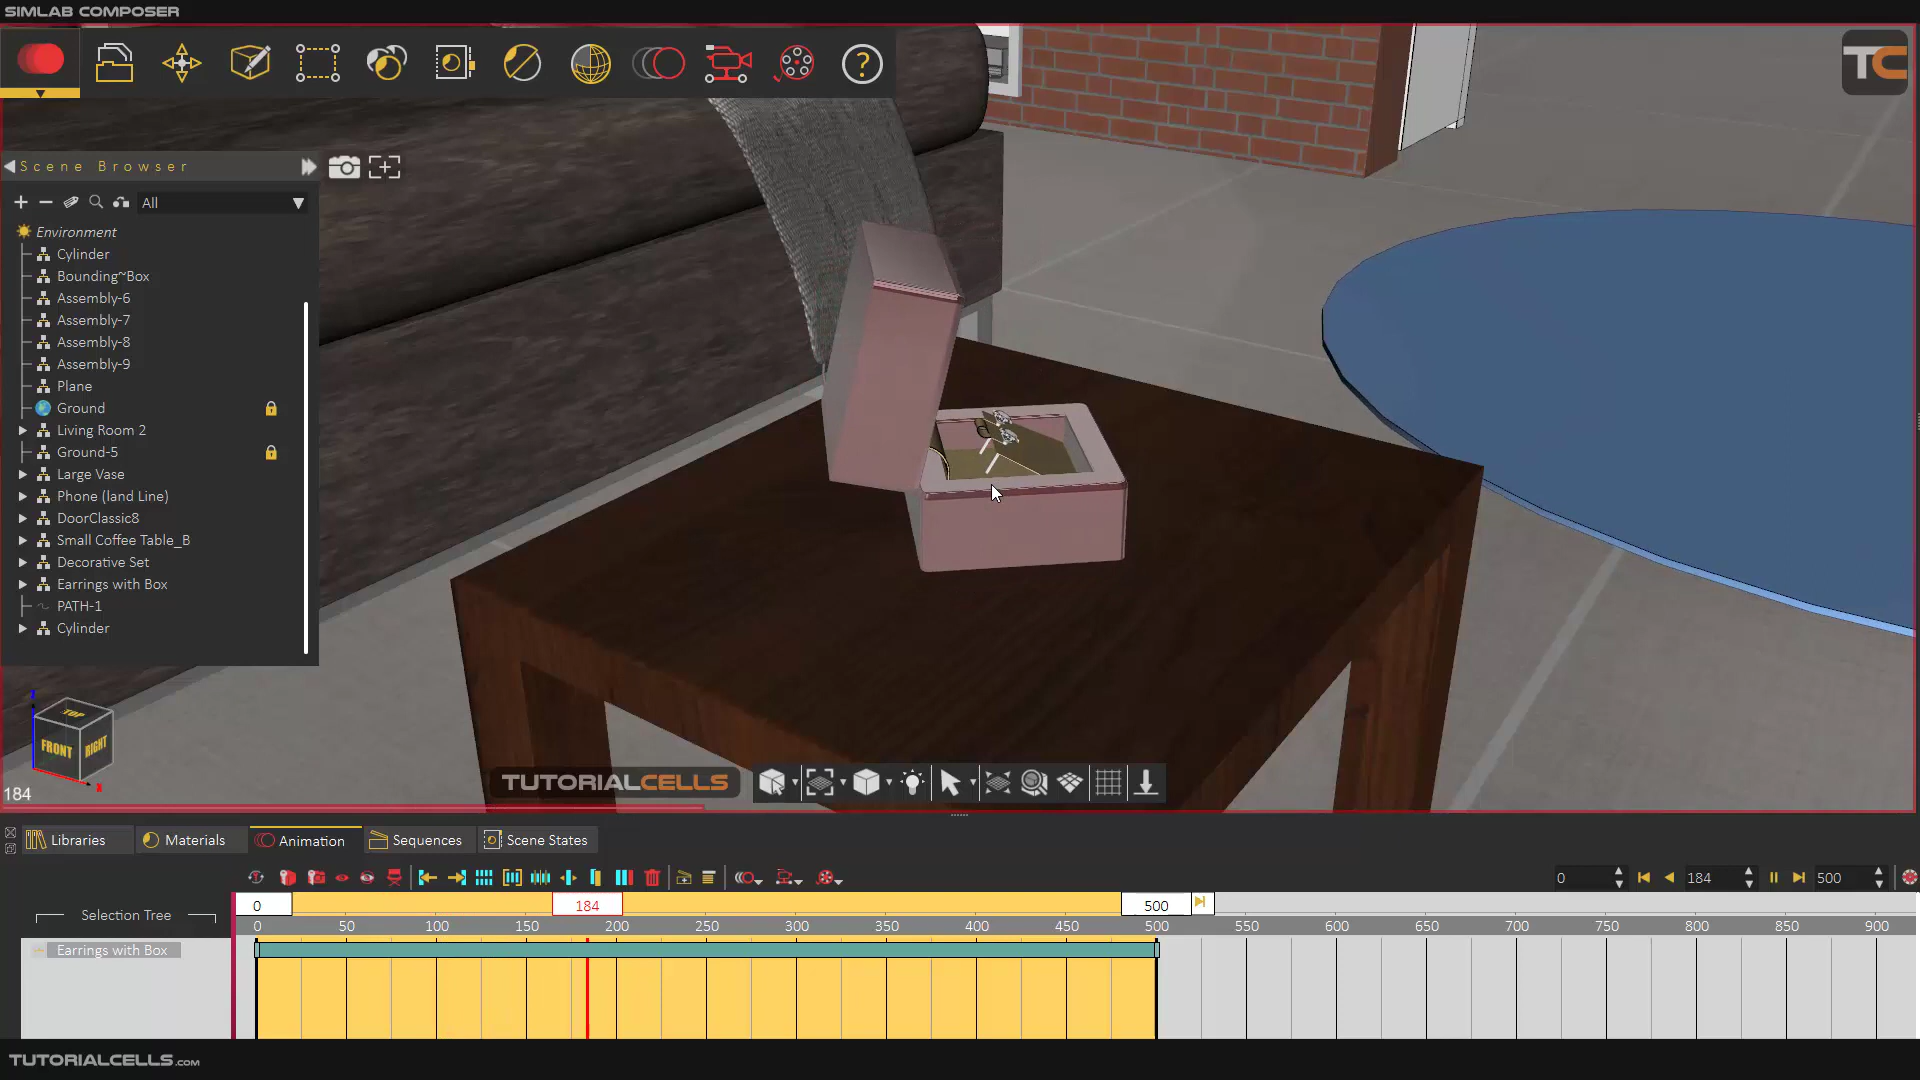 SIMLAB COMPOSER
TC
Scene Browser
All
Environment
Cylinder
Bounding~Box
Assembly-6
Assembly-7
Assembly-8
Assembly-9
Plane
Ground
Living Room 2
Ground-5
Large Vase
Phone (land Line)
DoorClassic8
Small Coffee Table_B
Decorative Set
Earrings with Box
PATH-1
Cylinder
TOP
FRONT
RIGHT
x
184
TUTORIALCELLS
Libraries
Materials
Animation
Sequences
Scene States
0
184
500
0
184
500
Selection Tree
0 50 100 150 200 250 300 350 400 450 500 550 600 650 700 750 800 850 900
Earrings with Box
TUTORIALCELLS.COM